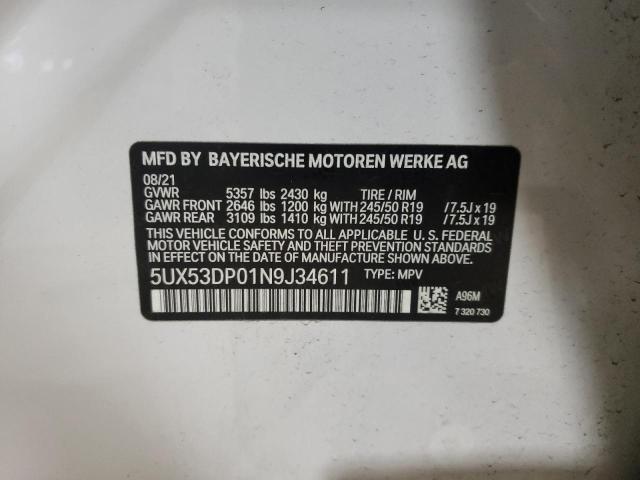 MFD BY BAYERISCHE MOTOREN WERKE AG
08/21
GVWR 5357 lbs 2430 kg TIRE / RIM
GAWR FRONT 2646 lbs 1200 kg WITH 245/50 R19 /7.5J x 19
GAWR REAR 3109 lbs 1410 kg WITH 245/50 R19 /7.5J x 19
THIS VEHICLE CONFORMS TO ALL APPLICABLE U. S. FEDERAL
MOTOR VEHICLE SAFETY AND THEFT PREVENTION STANDARDS
IN EFFECT ON THE DATE OF MANUFACTURE SHOWN ABOVE.
5UX53DP01N9J34611 TYPE: MPV
A96M
7 320 730